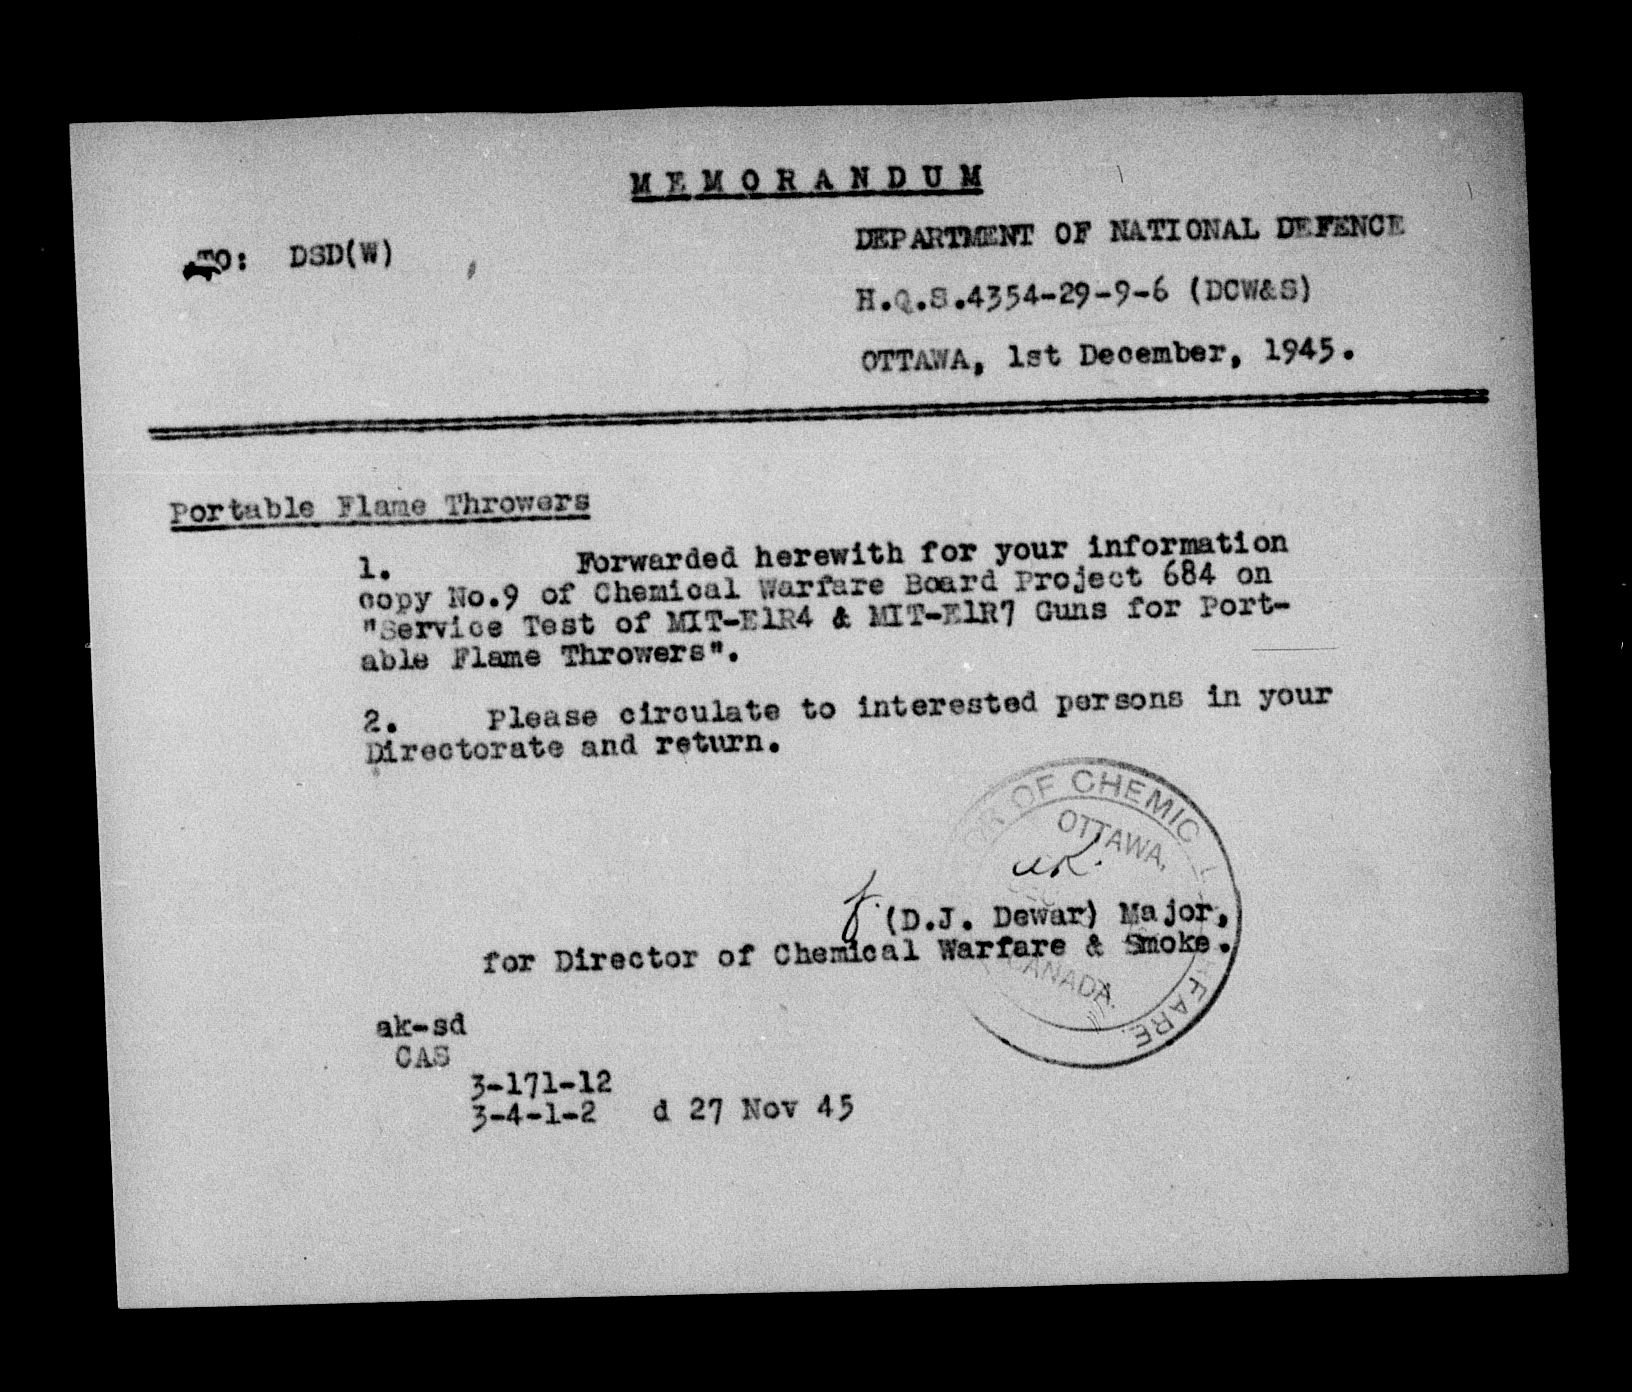 M E M O R A N D U M
TO: DSD(W)
DEPARTMENT OF NATIONAL DEFENCE
H.Q.S.4354-29-9-6 (DCW&S)
OTTAWA, 1st December, 1945.
Portable Flame Throwers
1. Forwarded herewith for your information
copy No.9 of Chemical Warfare Board Project 684 on
"Service Test of MIT-E1R4 & MIT-E1R7 Guns for Port-
able Flame Throwers".
2. Please circulate to interested persons in your
Directorate and return.
OF CHEMIC
OTTAWA,
(D.J. Dewar) Major,
for Director of Chemical Warfare & Smoke.
CANADA.
FARE.
ak-sd
CAS
3-171-12
3-4-1-2 d 27 Nov 45